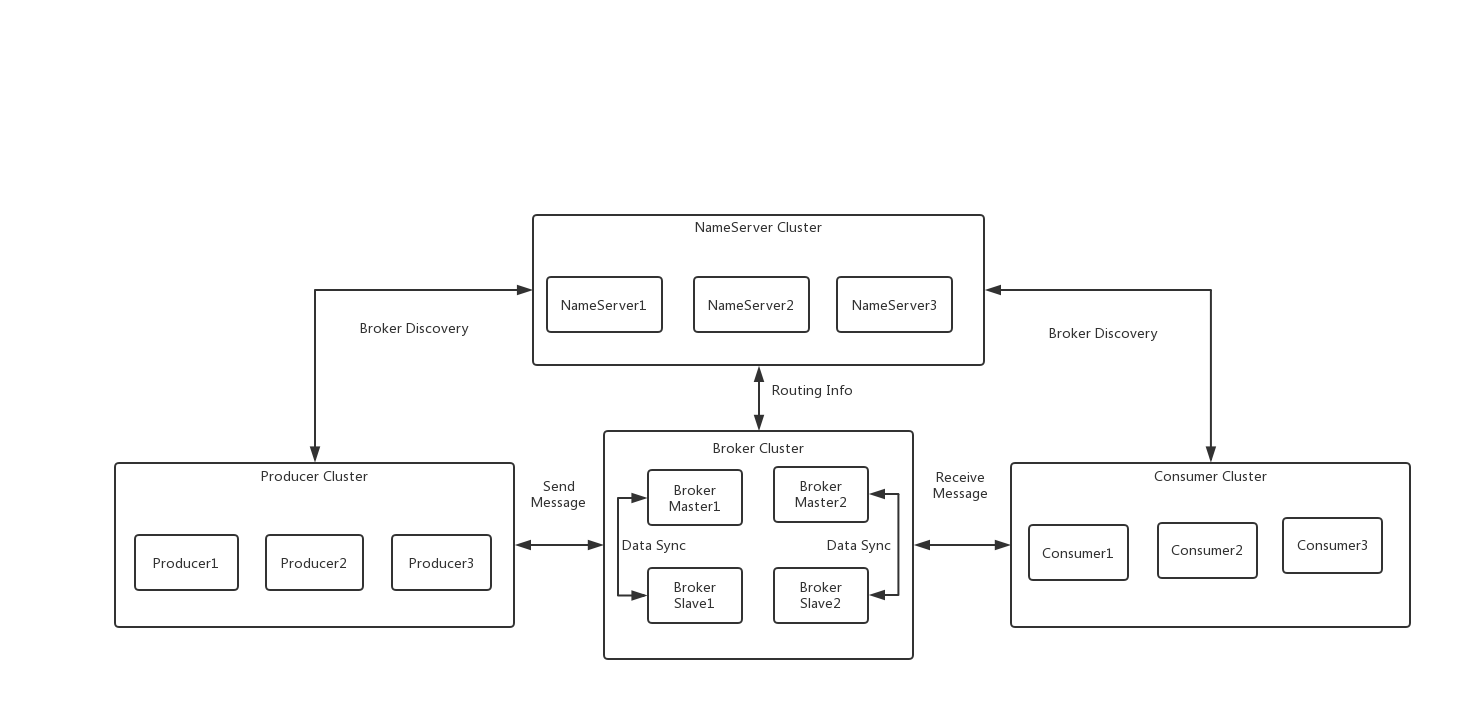 NameServer Cluster
NameServer1
NameServer2
NameServer3
Broker Discovery
Broker Discovery
Routing Info
Producer Cluster
Producer1
Producer2
Producer3
Send
Message
Broker Cluster
Broker
Master1
Broker
Master2
Data Sync
Data Sync
Broker
Slave1
Broker
Slave2
Receive
Message
Consumer Cluster
Consumer1
Consumer2
Consumer3